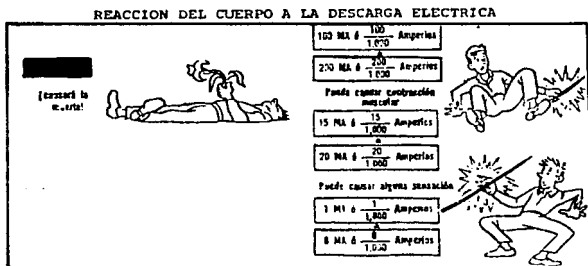 REACCION DEL CUERPO A LA DESCARGA ELECTRICA
¡causará la
muerte!
100 MA ó 100/1,000 Amperios
a
200 MA ó 200/1,000 Amperios
Puede causar contracción
muscular
15 MA ó 15/1,000 Amperios
a
20 MA ó 20/1,000 Amperios
Puede causar alguna sensación
1 MA ó 1/1,000 Amperios
a
8 MA ó 8/1,000 Amperios